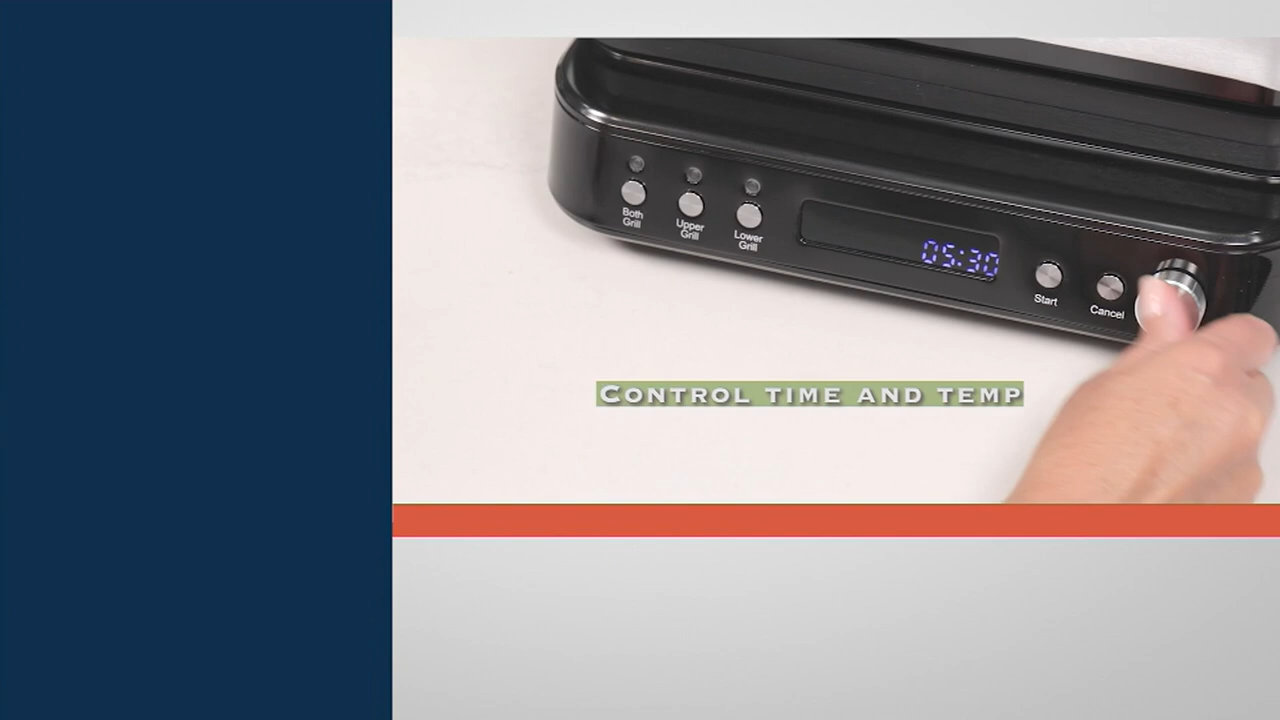 Both
Grill
Upper
Grill
Lower
Grill
05:30
Start
Cancel
Control time and temp